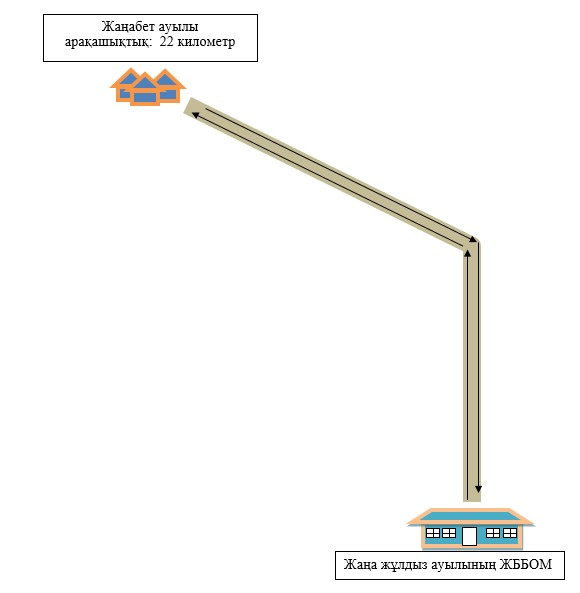 Жаңабет ауылы
арақашықтық:  22 километр
Жаңа жұлдыз ауылының ЖББОМ